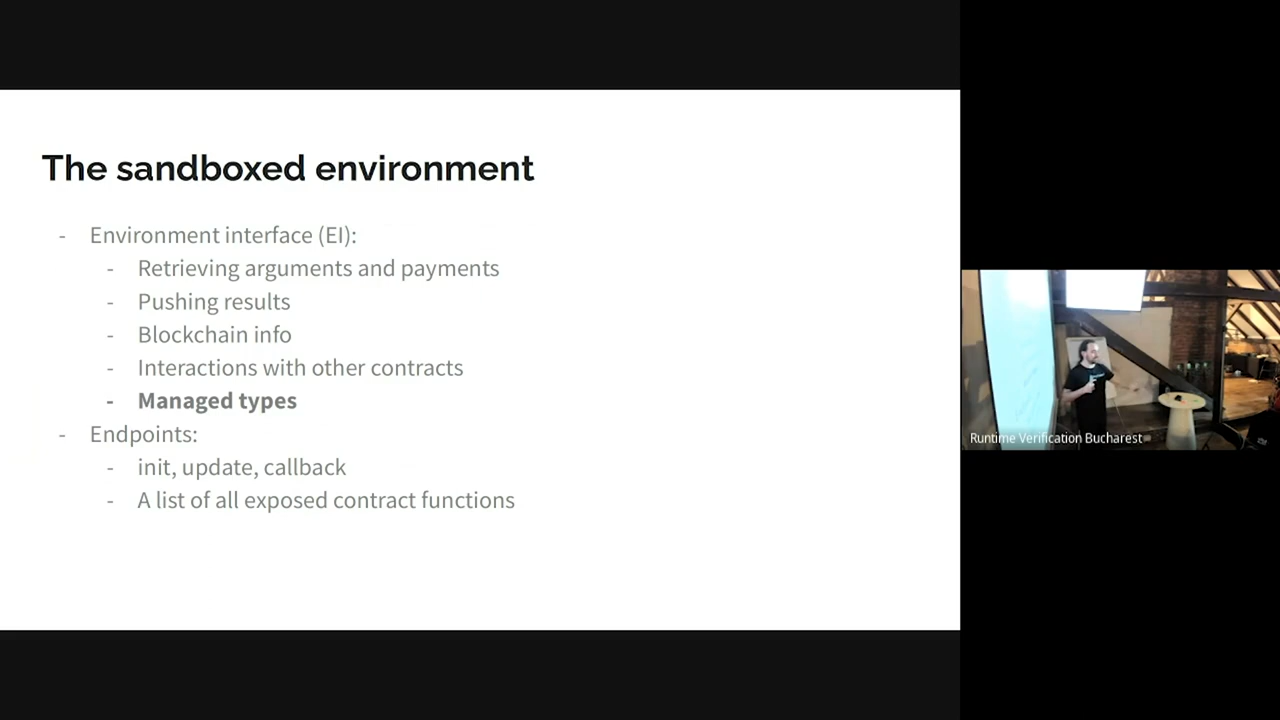 The sandboxed environment
- Environment interface (EI):
- Retrieving arguments and payments
- Pushing results
- Blockchain info
- Interactions with other contracts
- Managed types
- Endpoints:
- init, update, callback
- A list of all exposed contract functions
Runtime Verification Bucharest